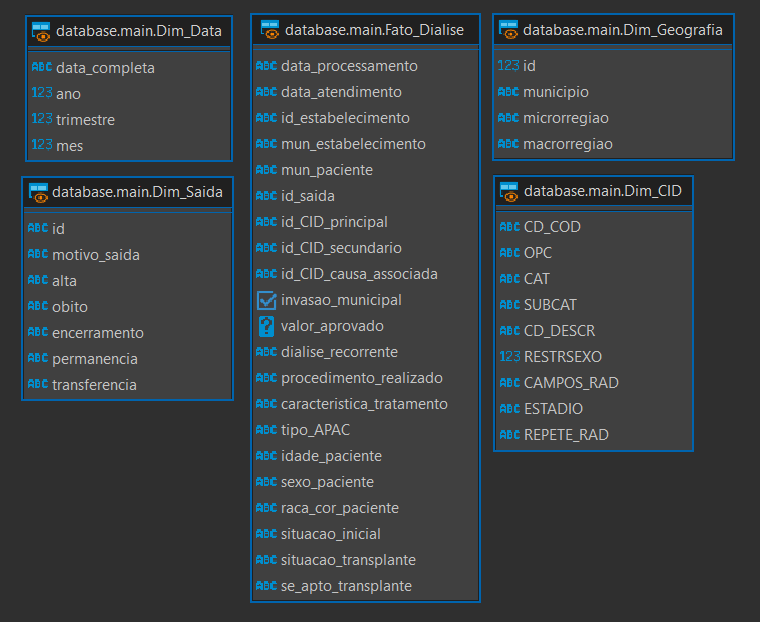 database.main.Dim_Data
ABC data_completa
123 ano
123 trimestre
123 mes
database.main.Dim_Saida
ABC id
ABC motivo_saida
ABC alta
ABC obito
ABC encerramento
ABC permanencia
ABC transferencia
database.main.Fato_Dialise
ABC data_processamento
ABC data_atendimento
ABC id_estabelecimento
ABC mun_estabelecimento
ABC mun_paciente
ABC id_saida
ABC id_CID_principal
ABC id_CID_secundario
ABC id_CID_causa_associada
invasao_municipal
? valor_aprovado
ABC dialise_recorrente
ABC procedimento_realizado
ABC caracteristica_tratamento
ABC tipo_APAC
ABC idade_paciente
ABC sexo_paciente
ABC raca_cor_paciente
ABC situacao_inicial
ABC situacao_transplante
ABC se_apto_transplante
database.main.Dim_Geografia
123 id
ABC municipio
ABC microrregiao
ABC macrorregiao
database.main.Dim_CID
ABC CD_COD
ABC OPC
ABC CAT
ABC SUBCAT
ABC CD_DESCR
123 RESTRSEXO
ABC CAMPOS_RAD
ABC ESTADIO
ABC REPETE_RAD